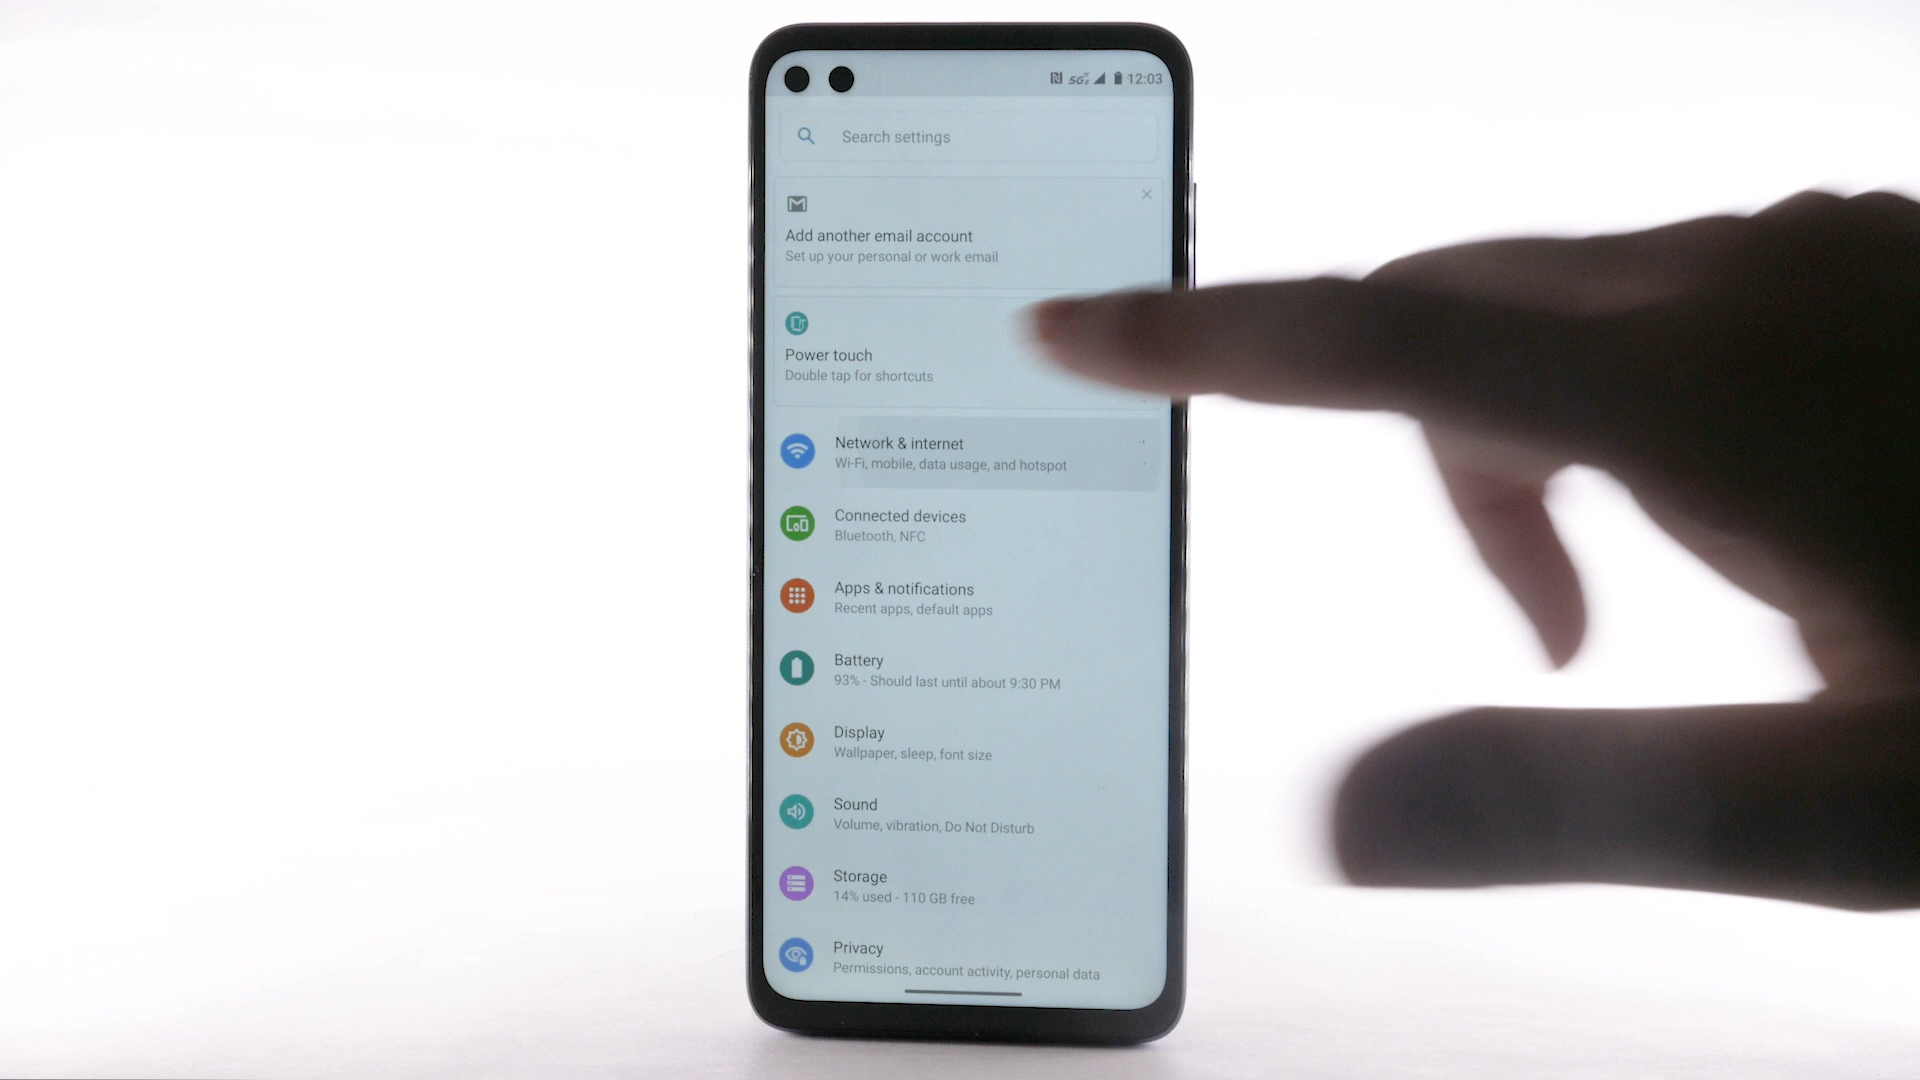 5G 12:03
Search settings
Add another email account
Set up your personal or work email
Power touch
Double tap for shortcuts
Network & internet
Wi-Fi, mobile, data usage, and hotspot
Connected devices
Bluetooth, NFC
Apps & notifications
Recent apps, default apps
Battery
93% - Should last until about 9:30 PM
Display
Wallpaper, sleep, font size
Sound
Volume, vibration, Do Not Disturb
Storage
14% used - 110 GB free
Privacy
Permissions, account activity, personal data